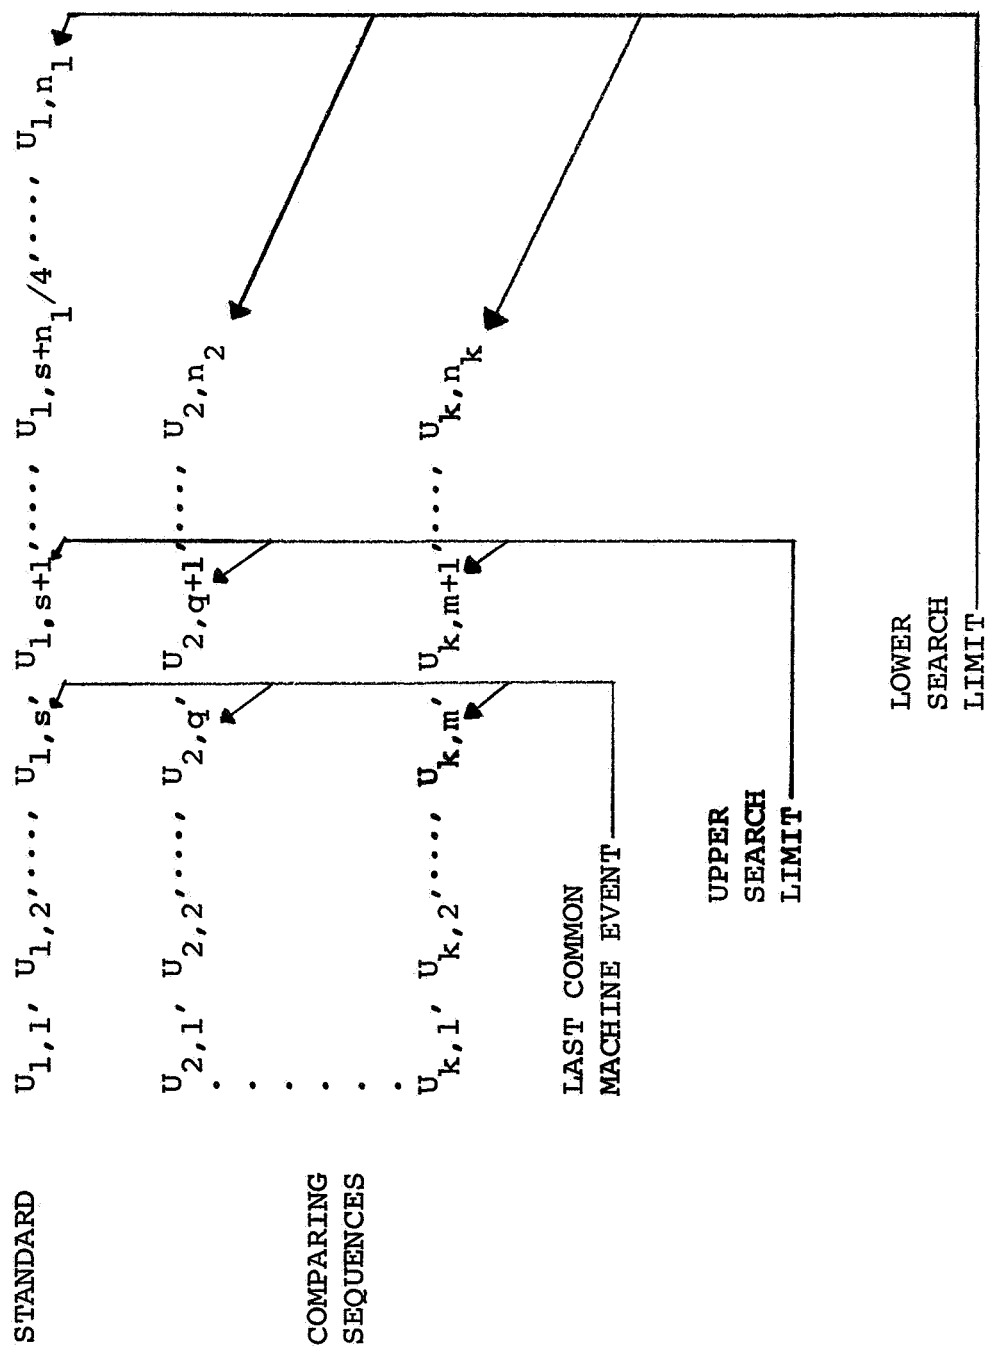 STANDARD U1,1, U1,2,..., U1,s, U1,s+1,..., U1,s+n1/4,..., U1,n1
COMPARING
SEQUENCES
U2,1, U2,2,..., U2,q, U2,q+1,..., U2,n2
......
Uk,1, Uk,2,..., Uk,m, Uk,m+1,..., Uk,nk
LAST COMMON
MACHINE EVENT
UPPER
SEARCH
LIMIT
LOWER
SEARCH
LIMIT